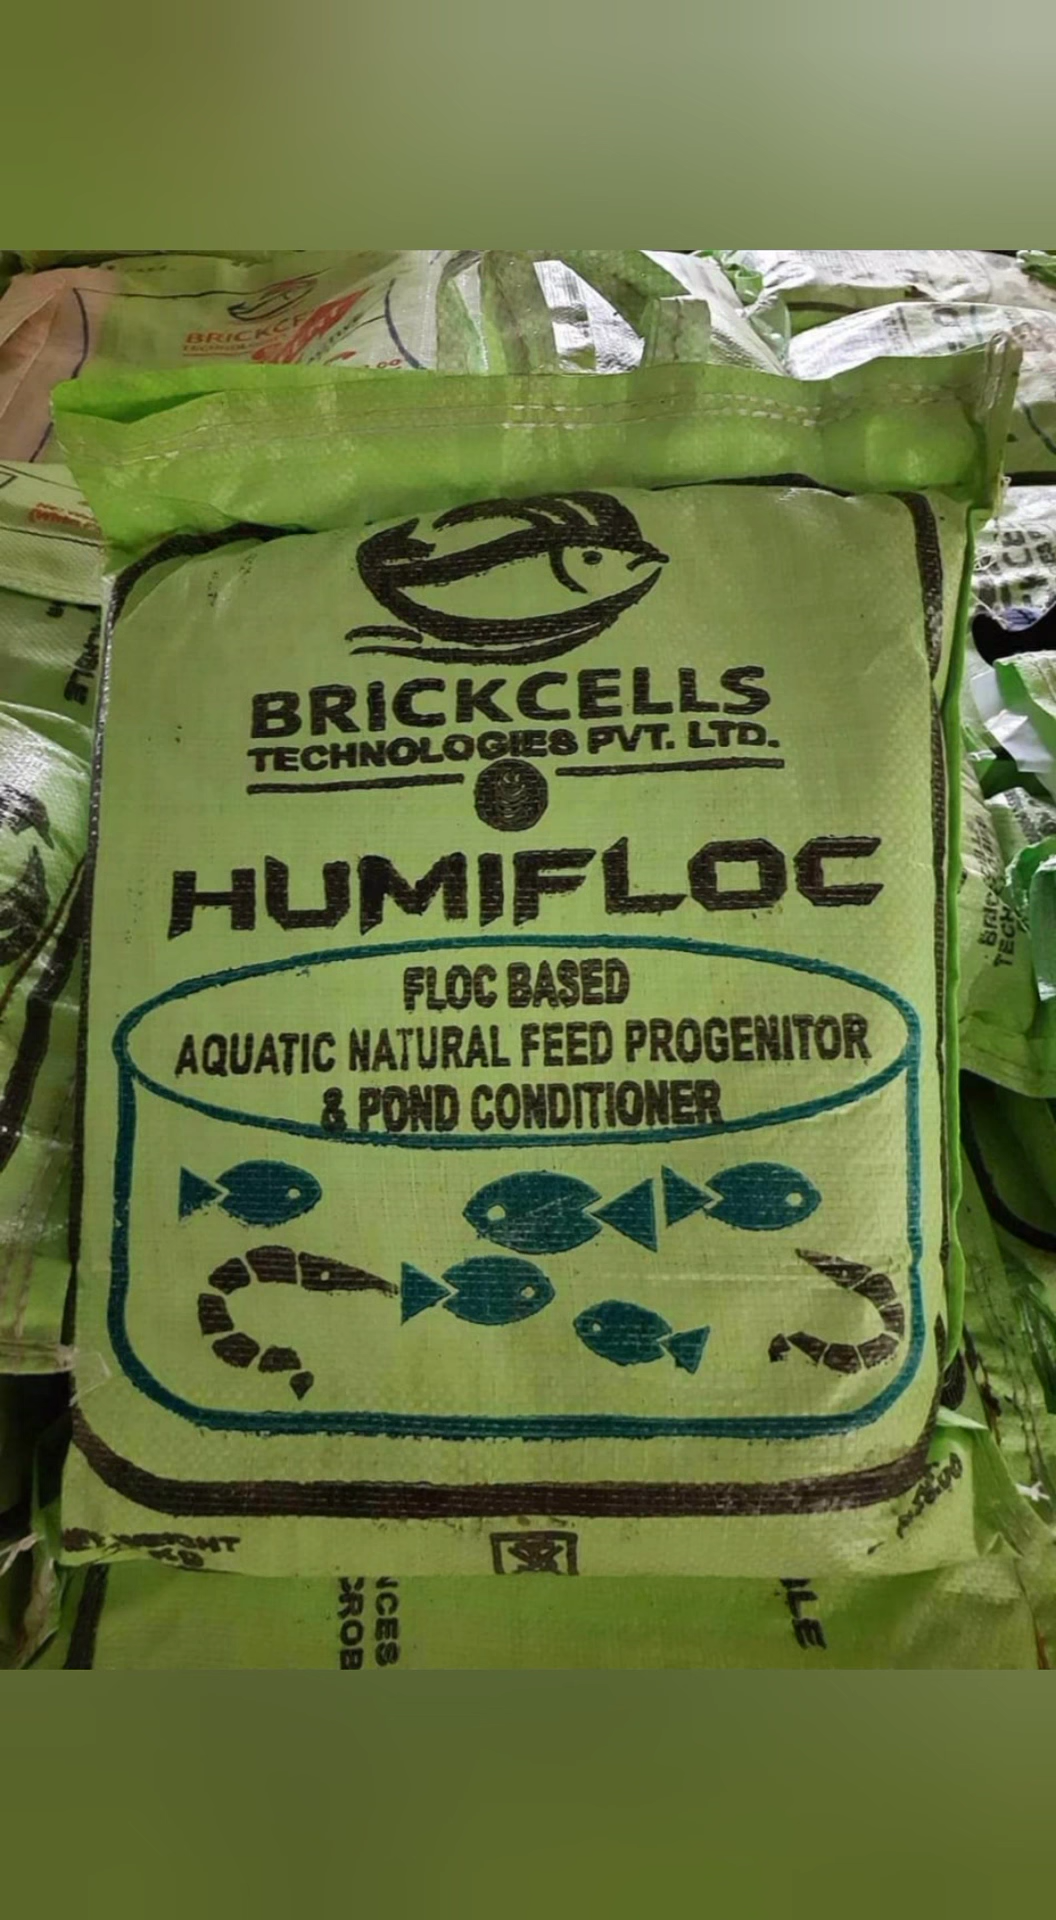 BRICKCELLS
TECHNOLOGIES PVT. LTD.
HUMIFLOC
FLOC BASED
AQUATIC NATURAL FEED PROGENITOR
& POND CONDITIONER